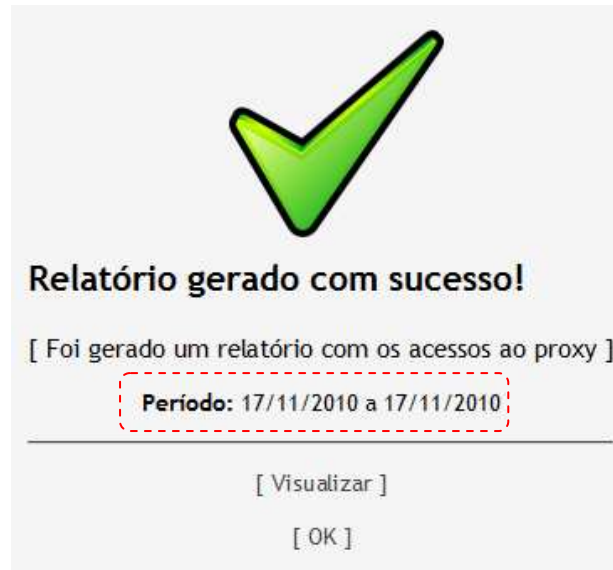 Relatório gerado com sucesso!
[ Foi gerado um relatório com os acessos ao proxy ]
Período: 17/11/2010 a 17/11/2010
[ Visualizar ]
[ OK ]